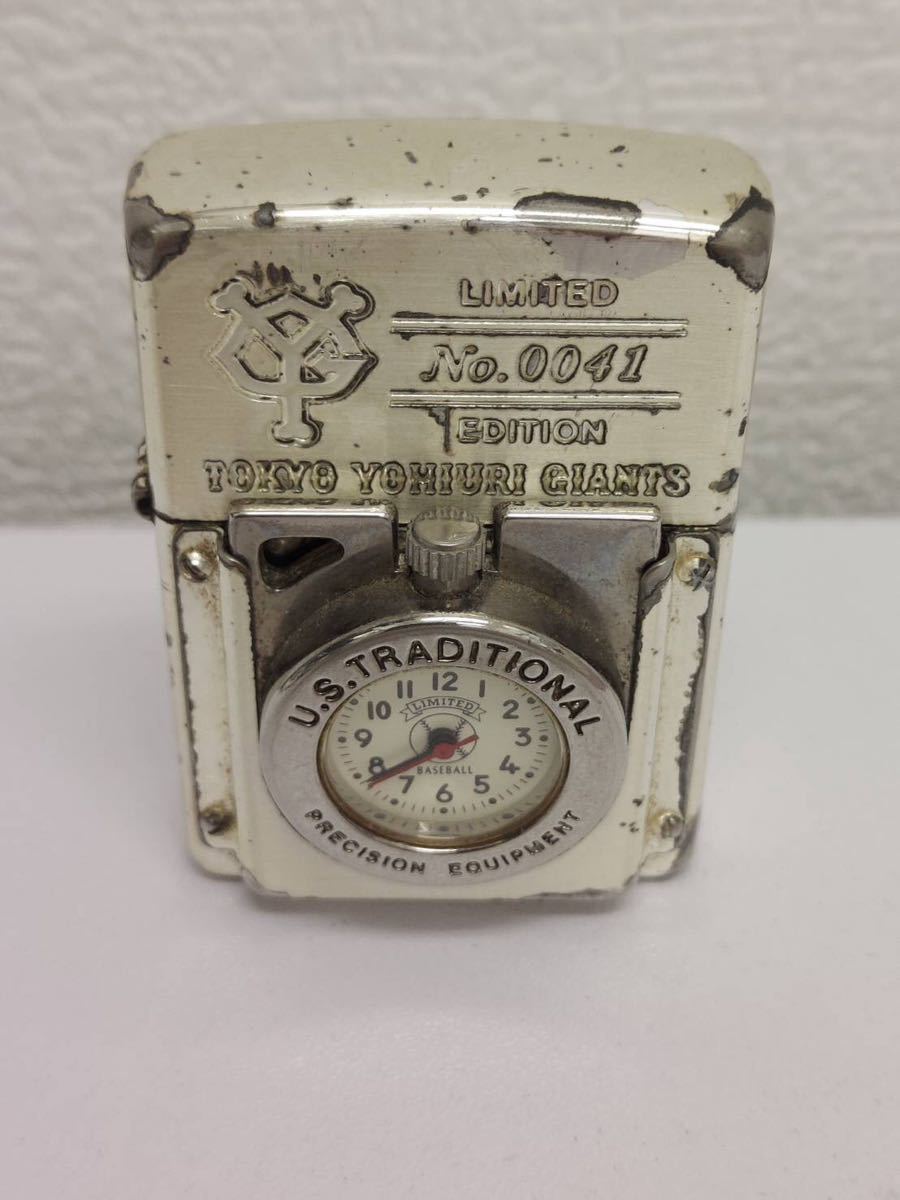 YG
LIMITED
No.0041
EDITION
TOKYO YOMIURI GIANTS
U.S.TRADITIONAL
LIMITED
12 1 2 3 4 5 6 7 8 9 10 11
BASEBALL
PRECISION EQUIPMENT